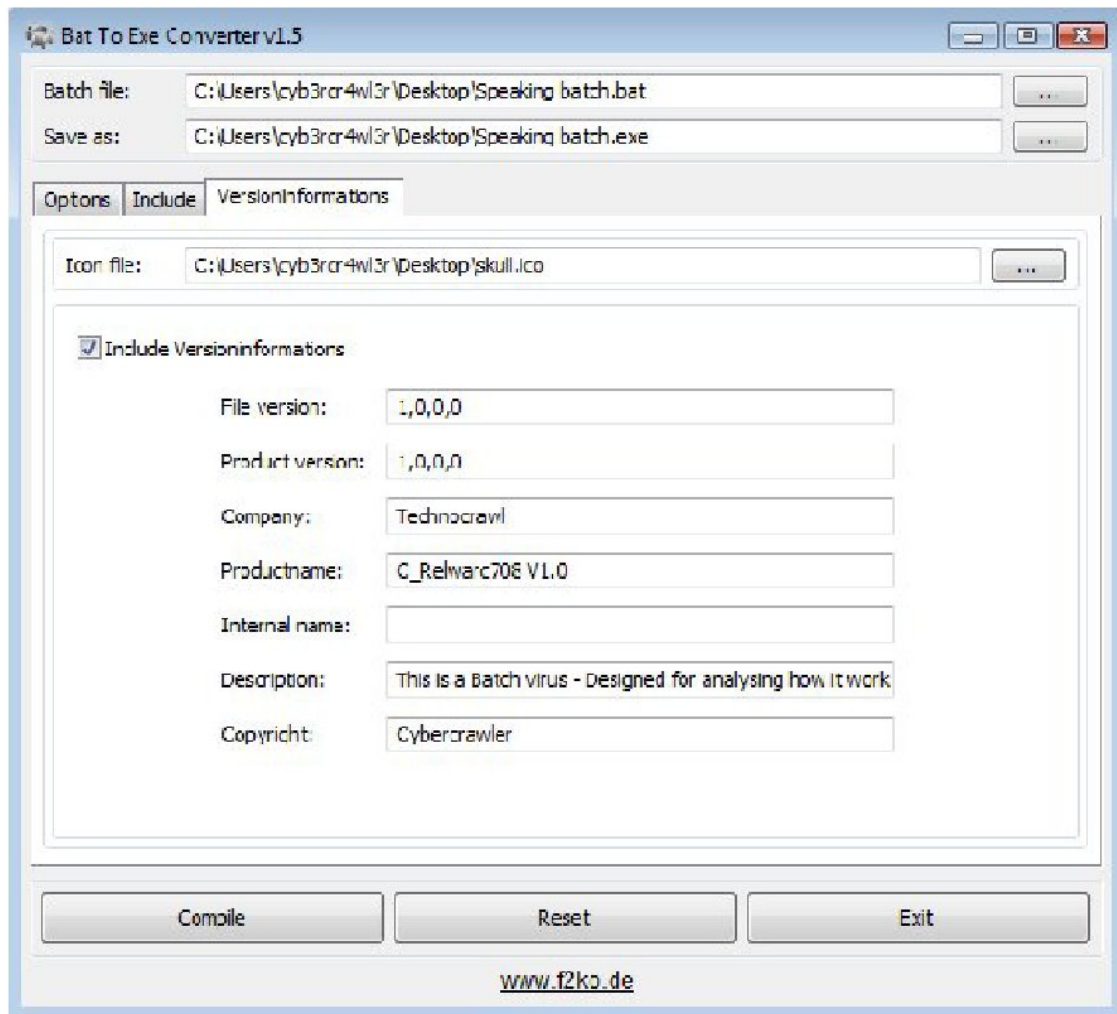 Bat To Exe Converter v1.5
Batch file: C:\Users\cyb3rcr4wl3r\Desktop\Speaking batch.bat ...
Save as: C:\Users\cyb3rcr4wl3r\Desktop\Speaking batch.exe ...
Optons Include Versioninformations
Icon file: C:\Users\cyb3rcr4wl3r\Desktop\skull.ico ...
Include Versioninformations
File version: 1,0,0,0
Product version: 1,0,0,0
Company: Technocrawl
Productname: C_Relwarc708 V1.0
Internal name:
Description: This is a Batch virus - Designed for analysing how it work
Copyricht: Cybercrawler
Compile Reset Exit
www.f2ko.de